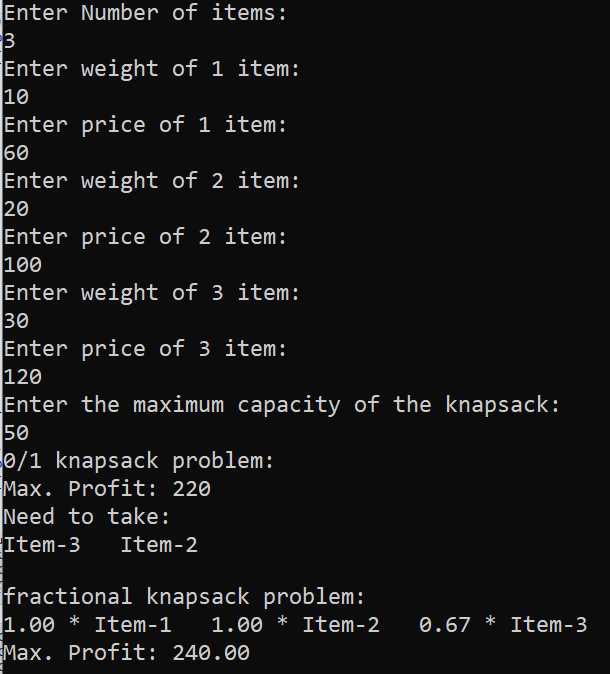 Enter Number of items:
3
Enter weight of 1 item:
10
Enter price of 1 item:
60
Enter weight of 2 item:
20
Enter price of 2 item:
100
Enter weight of 3 item:
30
Enter price of 3 item:
120
Enter the maximum capacity of the knapsack:
50
0/1 knapsack problem:
Max. Profit: 220
Need to take:
Item-3   Item-2

fractional knapsack problem:
1.00 * Item-1   1.00 * Item-2   0.67 * Item-3
Max. Profit: 240.00